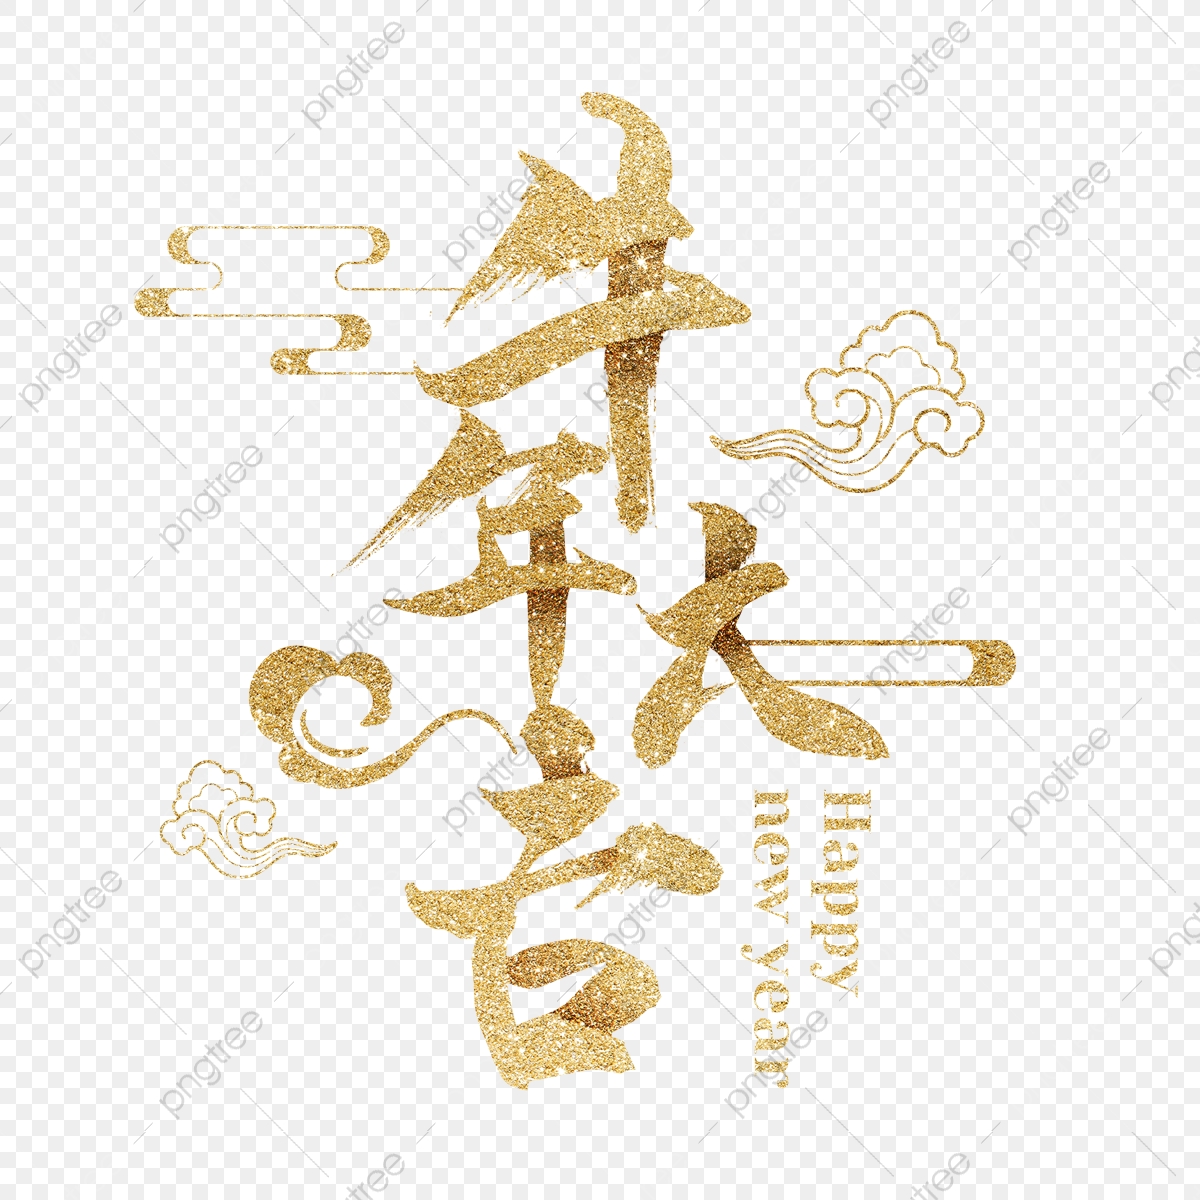 牛年大吉
Happy
new year
pngtree